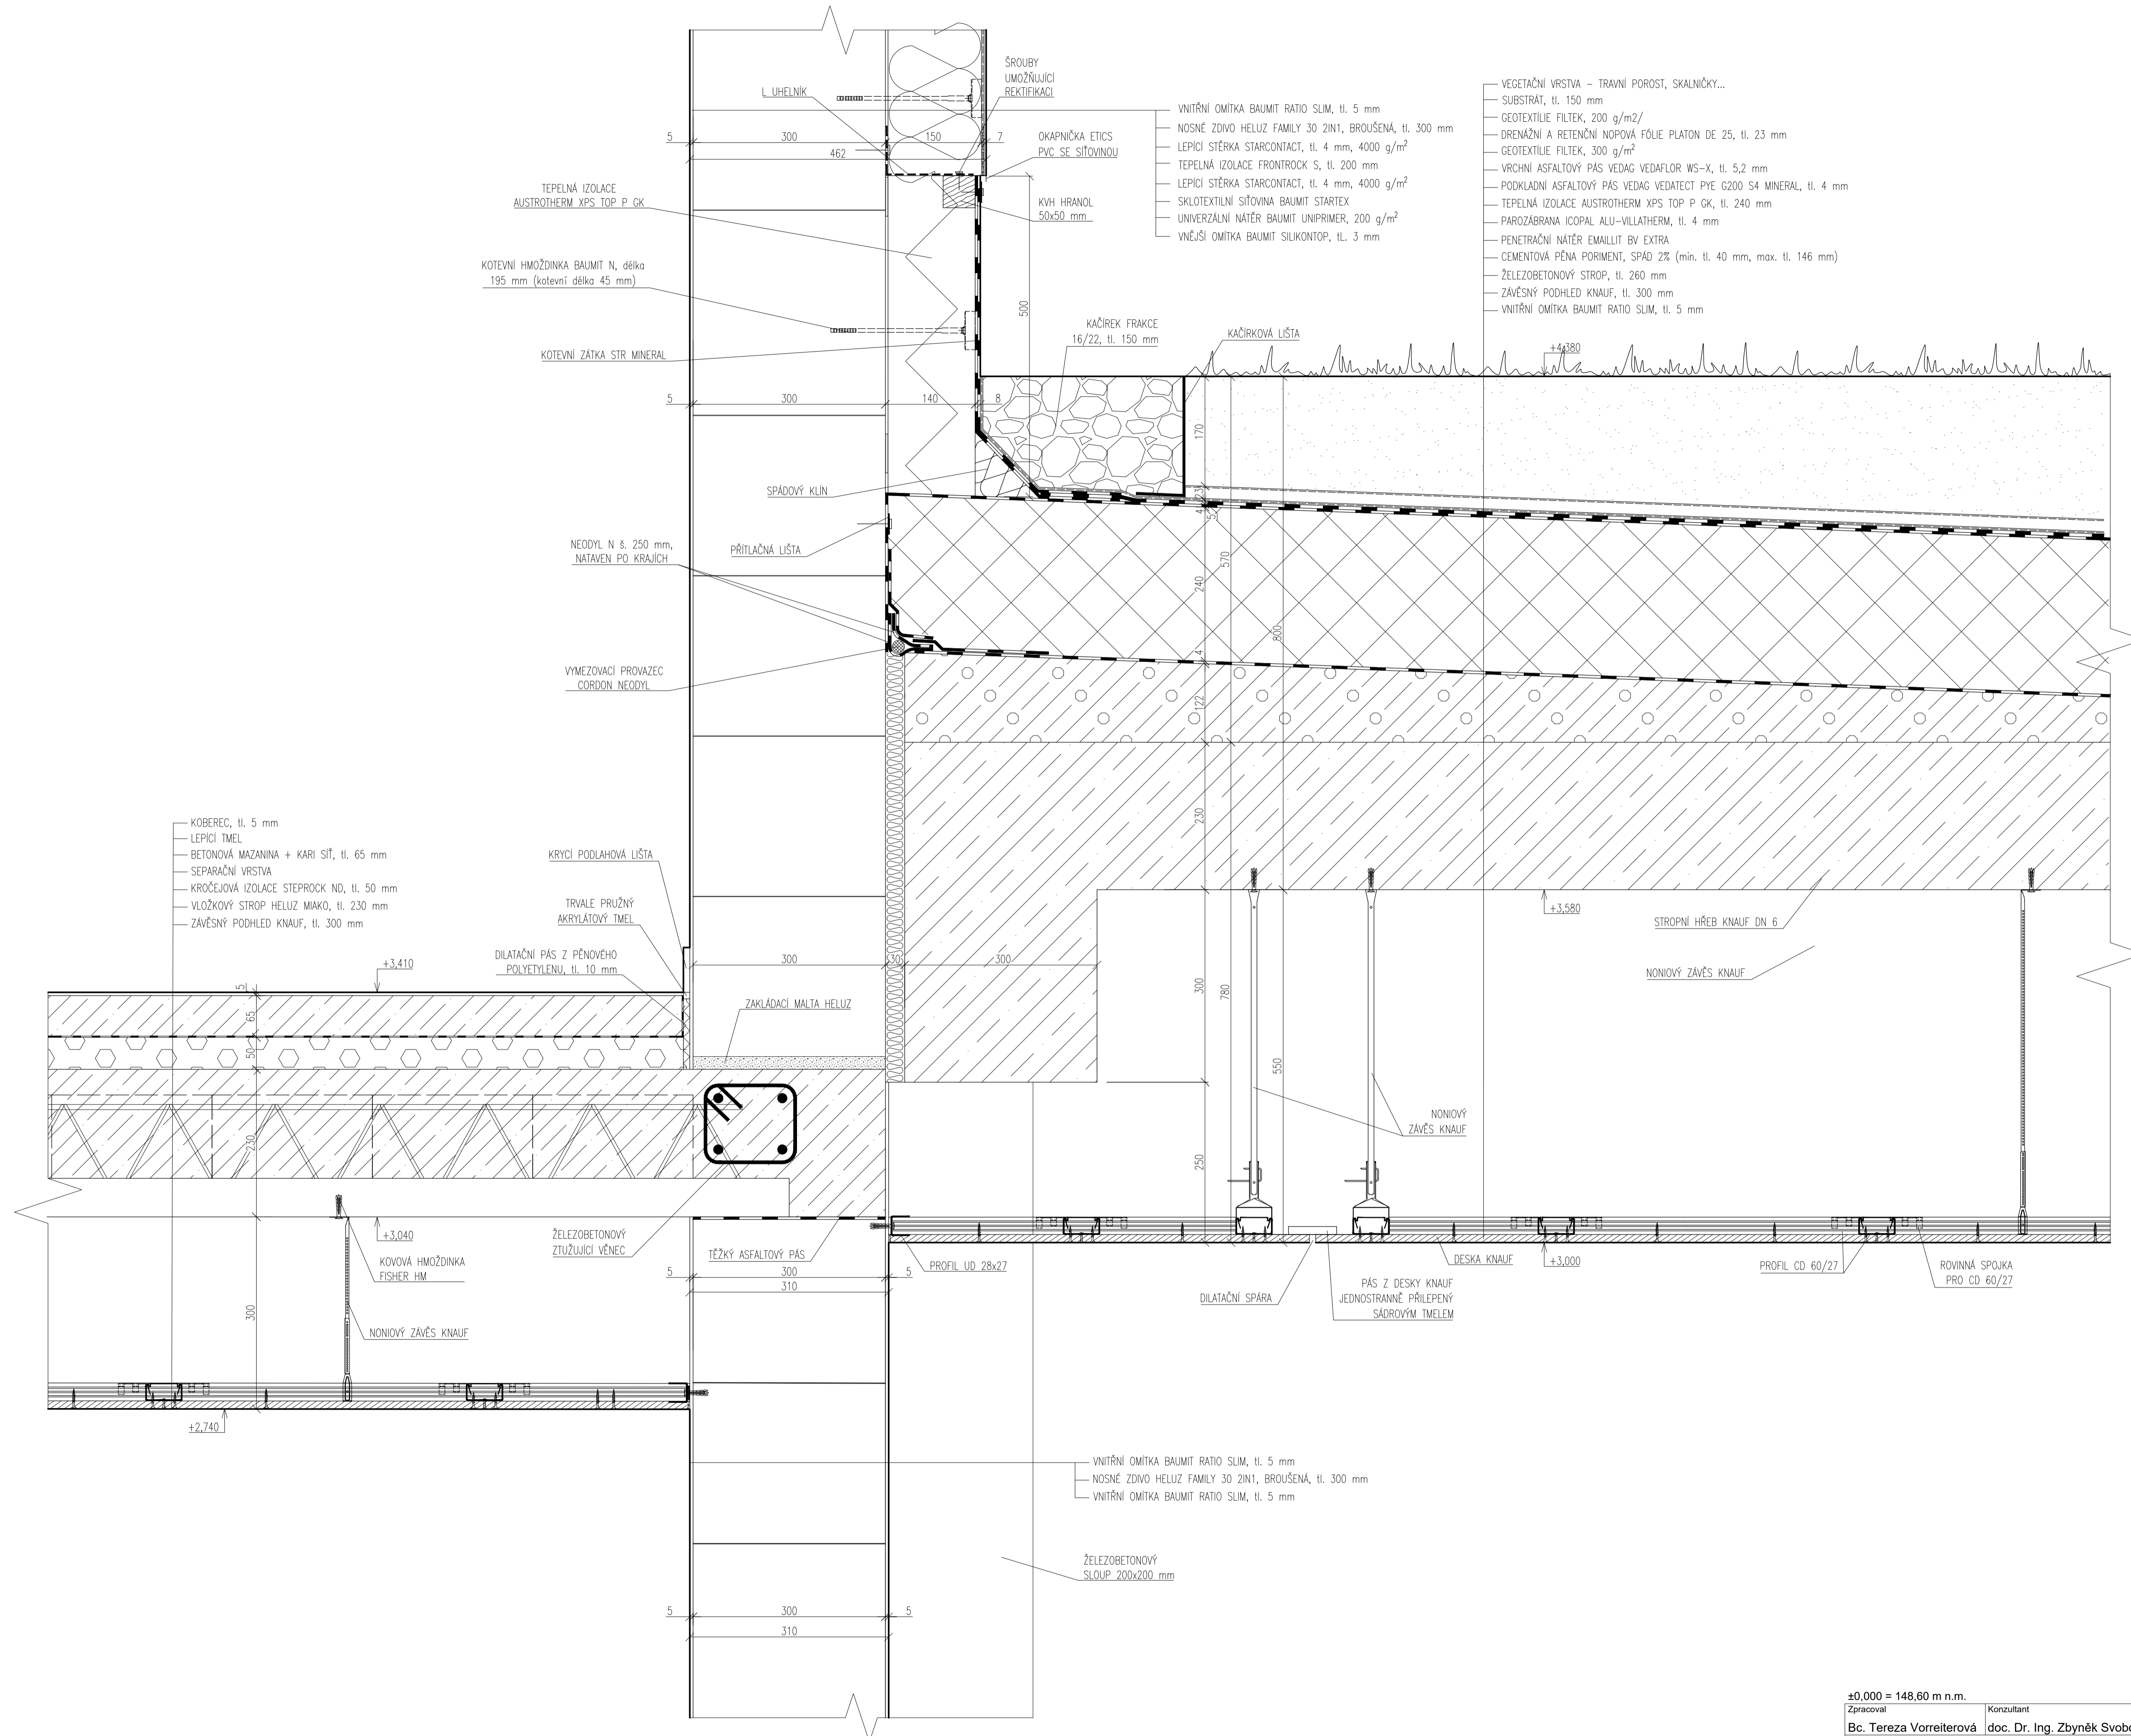 ŠROUBY
UMOŽŇUJÍCÍ
REKTIFIKACI
L UHELNÍK
VNITŘNÍ OMÍTKA BAUMIT RATIO SLIM, tl. 5 mm
NOSNÉ ZDIVO HELUZ FAMILY 30 2IN1, BROUŠENÁ, tl. 300 mm
LEPÍCÍ STĚRKA STARCONTACT, tl. 4 mm, 4000 g/m²
TEPELNÁ IZOLACE FRONTROCK S, tl. 200 mm
LEPÍCÍ STĚRKA STARCONTACT, tl. 4 mm, 4000 g/m²
SKLOTEXTILNÍ SIŤOVINA BAUMIT STARTEX
UNIVERZÁLNÍ NÁTĚR BAUMIT UNIPRIMER, 200 g/m²
VNĚJŠÍ OMÍTKA BAUMIT SILIKONTOP, tL. 3 mm
VEGETAČNÍ VRSTVA – TRAVNÍ POROST, SKALNIČKY...
SUBSTRÁT, tl. 150 mm
GEOTEXTÍLIE FILTEK, 200 g/m2/
DRENÁŽNÍ A RETENČNÍ NOPOVÁ FÓLIE PLATON DE 25, tl. 23 mm
GEOTEXTÍLIE FILTEK, 300 g/m²
VRCHNÍ ASFALTOVÝ PÁS VEDAG VEDAFLOR WS-X, tl. 5,2 mm
PODKLADNÍ ASFALTOVÝ PÁS VEDAG VEDATECT PYE G200 S4 MINERAL, tl. 4 mm
TEPELNÁ IZOLACE AUSTROTHERM XPS TOP P GK, tl. 240 mm
PAROZÁBRANA ICOPAL ALU-VILLATHERM, tl. 4 mm
PENETRAČNÍ NÁTĚR EMAILLIT BV EXTRA
CEMENTOVÁ PĚNA PORIMENT, SPÁD 2% (min. tl. 40 mm, max. tl. 146 mm)
ŽELEZOBETONOVÝ STROP, tl. 260 mm
ZÁVĚSNÝ PODHLED KNAUF, tl. 300 mm
VNITŘNÍ OMÍTKA BAUMIT RATIO SLIM, tl. 5 mm
5 300 150 7
462
OKAPNIČKA ETICS
PVC SE SÍŤOVINOU
TEPELNÁ IZOLACE
AUSTROTHERM XPS TOP P GK
KVH HRANOL
50x50 mm
KOTEVNÍ HMOŽDINKA BAUMIT N, délka
195 mm (kotevní délka 45 mm)
500
KOTEVNÍ ZÁTKA STR MINERAL
KAČÍREK FRAKCE
16/22, tl. 150 mm
KAČÍRKOVÁ LIŠTA
+4,380
5 300 140 8
170
SPÁDOVÝ KLÍN
23
4
5
PŘÍTLAČNÁ LIŠTA
NEODYL N š. 250 mm,
NATAVEN PO KRAJÍCH
570
240
800
VYMEZOVACÍ PROVAZEC
CORDON NEODYL
4
122
230
KOBEREC, tl. 5 mm
LEPÍCÍ TMEL
BETONOVÁ MAZANINA + KARI SÍŤ, tl. 65 mm
SEPARAČNÍ VRSTVA
KROČEJOVÁ IZOLACE STEPROCK ND, tl. 50 mm
VLOŽKOVÝ STROP HELUZ MIAKO, tl. 230 mm
ZÁVĚSNÝ PODHLED KNAUF, tl. 300 mm
KRYCÍ PODLAHOVÁ LIŠTA
TRVALE PRUŽNÝ
AKRYLÁTOVÝ TMEL
DILATAČNÍ PÁS Z PĚNOVÉHO
POLYETYLENU, tl. 10 mm
+3,580
STROPNÍ HŘEB KNAUF DN 6
NONIOVÝ ZÁVĚS KNAUF
+3,410
300 30 300
ZAKLÁDACÍ MALTA HELUZ
300
780
5
65
50
230
550
NONIOVÝ
ZÁVĚS KNAUF
250
+3,040
KOVOVÁ HMOŽDINKA
FISHER HM
ŽELEZOBETONOVÝ
ZTUŽUJÍCÍ VĚNEC
TĚŽKÝ ASFALTOVÝ PÁS
PROFIL UD 28x27
DESKA KNAUF
+3,000
PROFIL CD 60/27
ROVINNÁ SPOJKA
PRO CD 60/27
5 300 5
310
DILATAČNÍ SPÁRA
PÁS Z DESKY KNAUF
JEDNOSTRANNĚ PŘILEPENÝ
SÁDROVÝM TMELEM
300
NONIOVÝ ZÁVĚS KNAUF
+2,740
VNITŘNÍ OMÍTKA BAUMIT RATIO SLIM, tl. 5 mm
NOSNÉ ZDIVO HELUZ FAMILY 30 2IN1, BROUŠENÁ, tl. 300 mm
VNITŘNÍ OMÍTKA BAUMIT RATIO SLIM, tl. 5 mm
ŽELEZOBETONOVÝ
SLOUP 200x200 mm
5 300 5
310
±0,000 = 148,60 m n.m.
Zpracoval Konzultant
Bc. Tereza Vorreiterová doc. Dr. Ing. Zbyněk Svobo